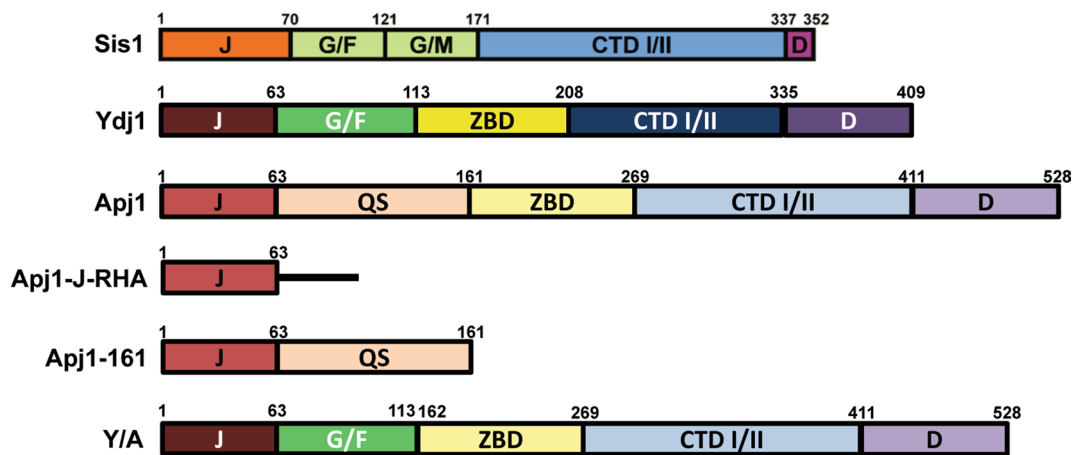 1 70 121 171 337 352
Sis1 J G/F G/M CTD I/II D
1 63 113 208 335 409
Ydj1 J G/F ZBD CTD I/II D
1 63 161 269 411 528
Apj1 J QS ZBD CTD I/II D
1 63
Apj1-J-RHA J
1 63 161
Apj1-161 J QS
1 63 113 162 269 411 528
Y/A J G/F ZBD CTD I/II D